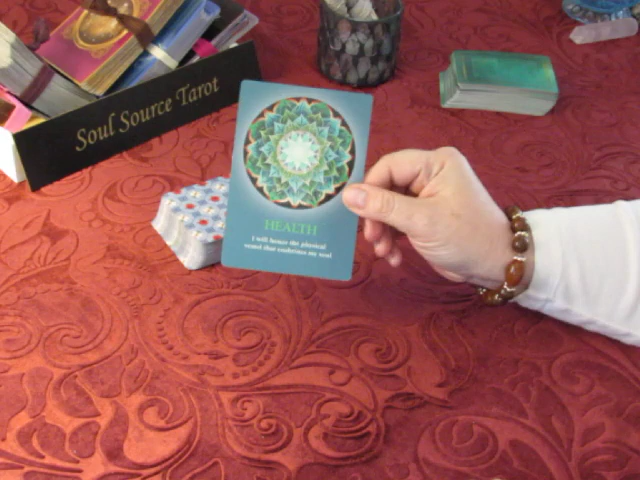 Soul Source Tarot
HEALTH
I will honor the physical
vessel that enshrines my soul